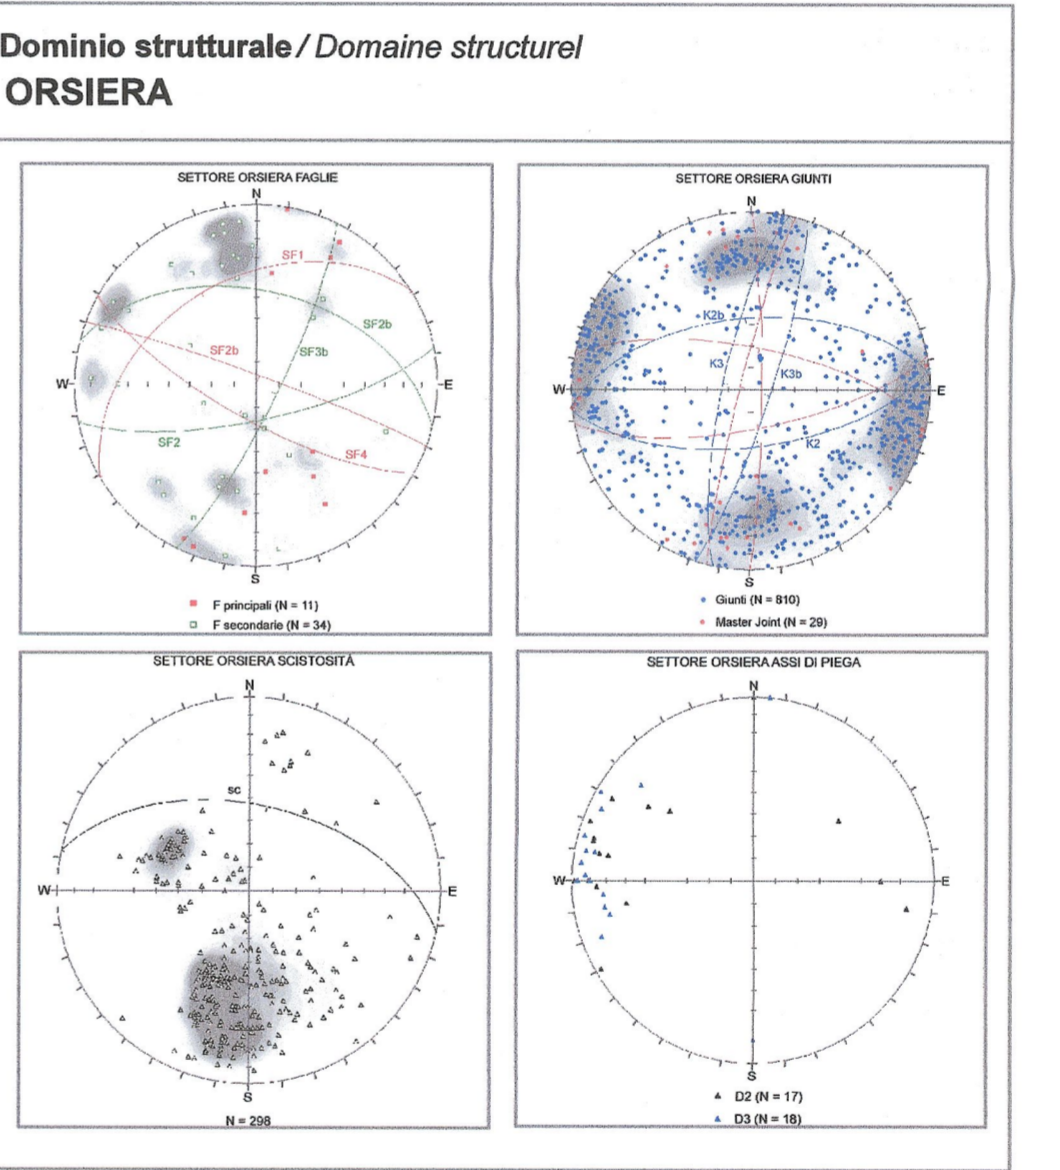 Dominio strutturale / Domaine structurel
ORSIERA
SETTORE ORSIERA FAGLIE
N
SF1
SF2b
SF2b
SF3b
W
E
SF2
SF4
S
F principali (N = 11)
F secondarie (N = 34)
SETTORE ORSIERA GIUNTI
N
K2b
K3
K3b
W
E
K2
S
Giunti (N = 810)
Master Joint (N = 29)
SETTORE ORSIERA SCISTOSITÀ
N
SC
W
E
S
N = 298
SETTORE ORSIERA ASSI DI PIEGA
N
W
E
S
D2 (N = 17)
D3 (N = 18)